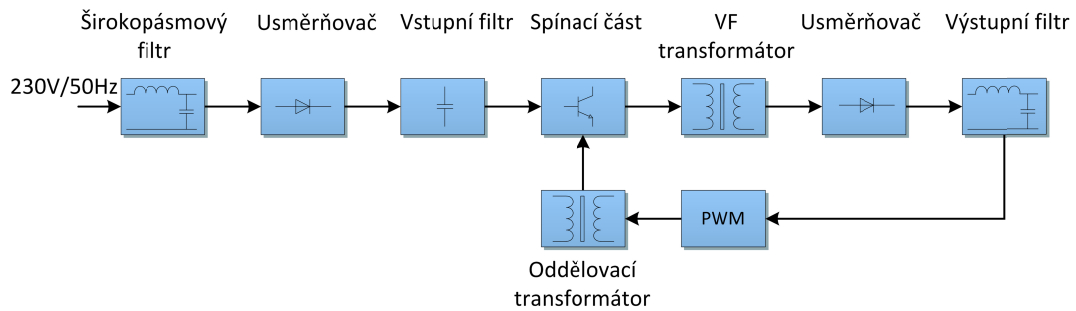 Širokopásmový
filtr
Usměrňovač
Vstupní filtr
Spínací část
VF
transformátor
Usměrňovač
Výstupní filtr
230V/50Hz
PWM
Oddělovací
transformátor